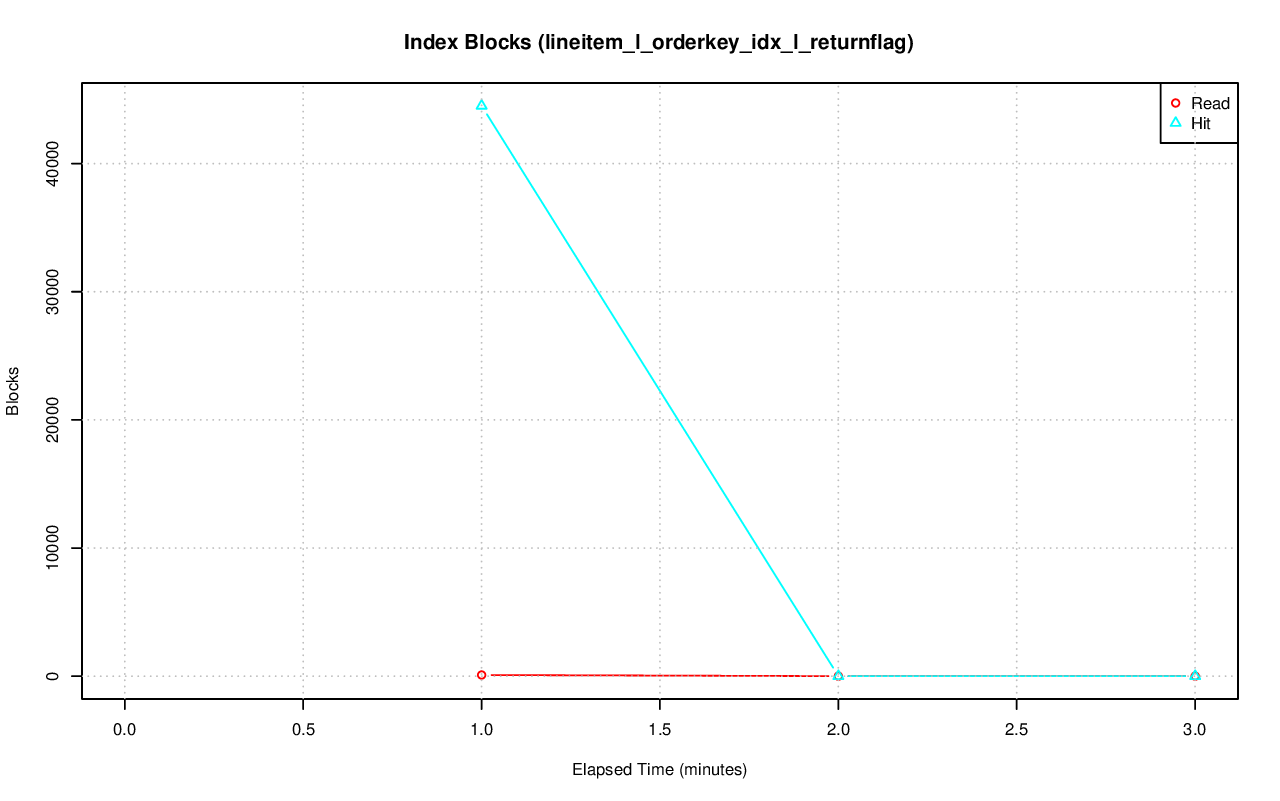 Index Blocks (lineitem_l_orderkey_idx_l_returnflag)
Read
Hit
Blocks
40000
30000
20000
10000
0
0.0 0.5 1.0 1.5 2.0 2.5 3.0
Elapsed Time (minutes)